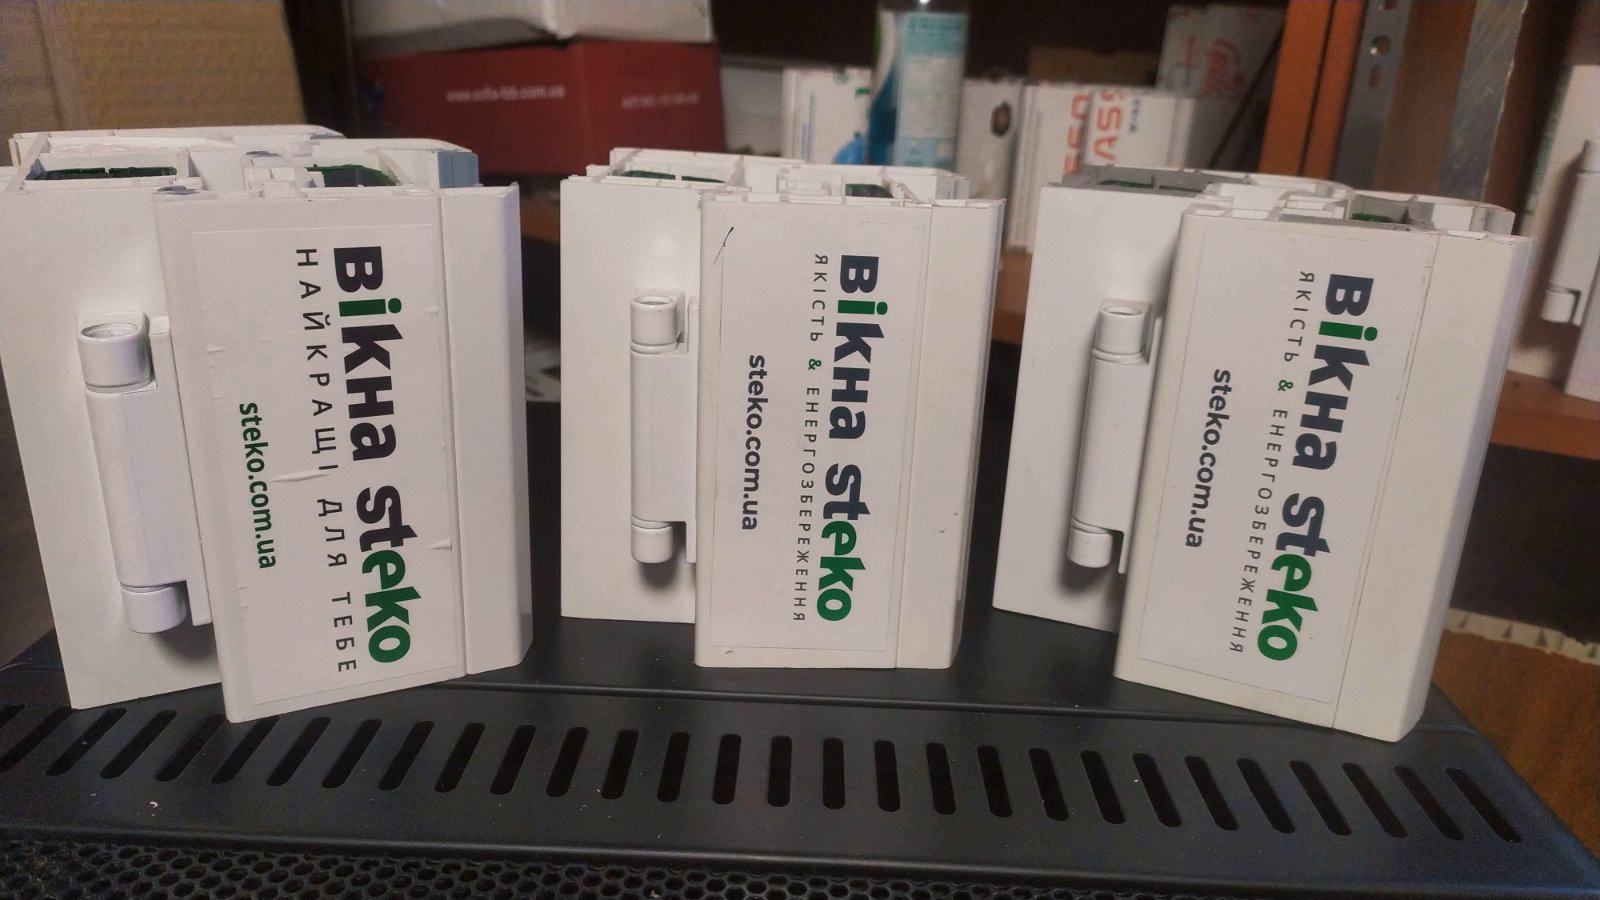 вікна steko
НАЙКРАЩІ ДЛЯ ТЕБЕ
steko.com.ua
вікна steko
ЯКІСТЬ & ЕНЕРГОЗБЕРЕЖЕННЯ
steko.com.ua
вікна steko
ЯКІСТЬ & ЕНЕРГОЗБЕРЕЖЕННЯ
steko.com.ua